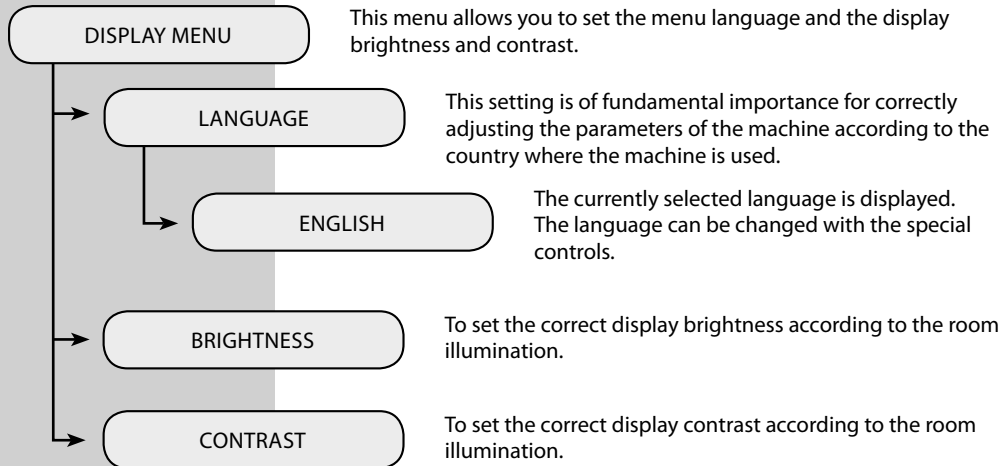 DISPLAY MENU
This menu allows you to set the menu language and the display
brightness and contrast.
LANGUAGE
This setting is of fundamental importance for correctly
adjusting the parameters of the machine according to the
country where the machine is used.
ENGLISH
The currently selected language is displayed.
The language can be changed with the special
controls.
BRIGHTNESS
To set the correct display brightness according to the room
illumination.
CONTRAST
To set the correct display contrast according to the room
illumination.